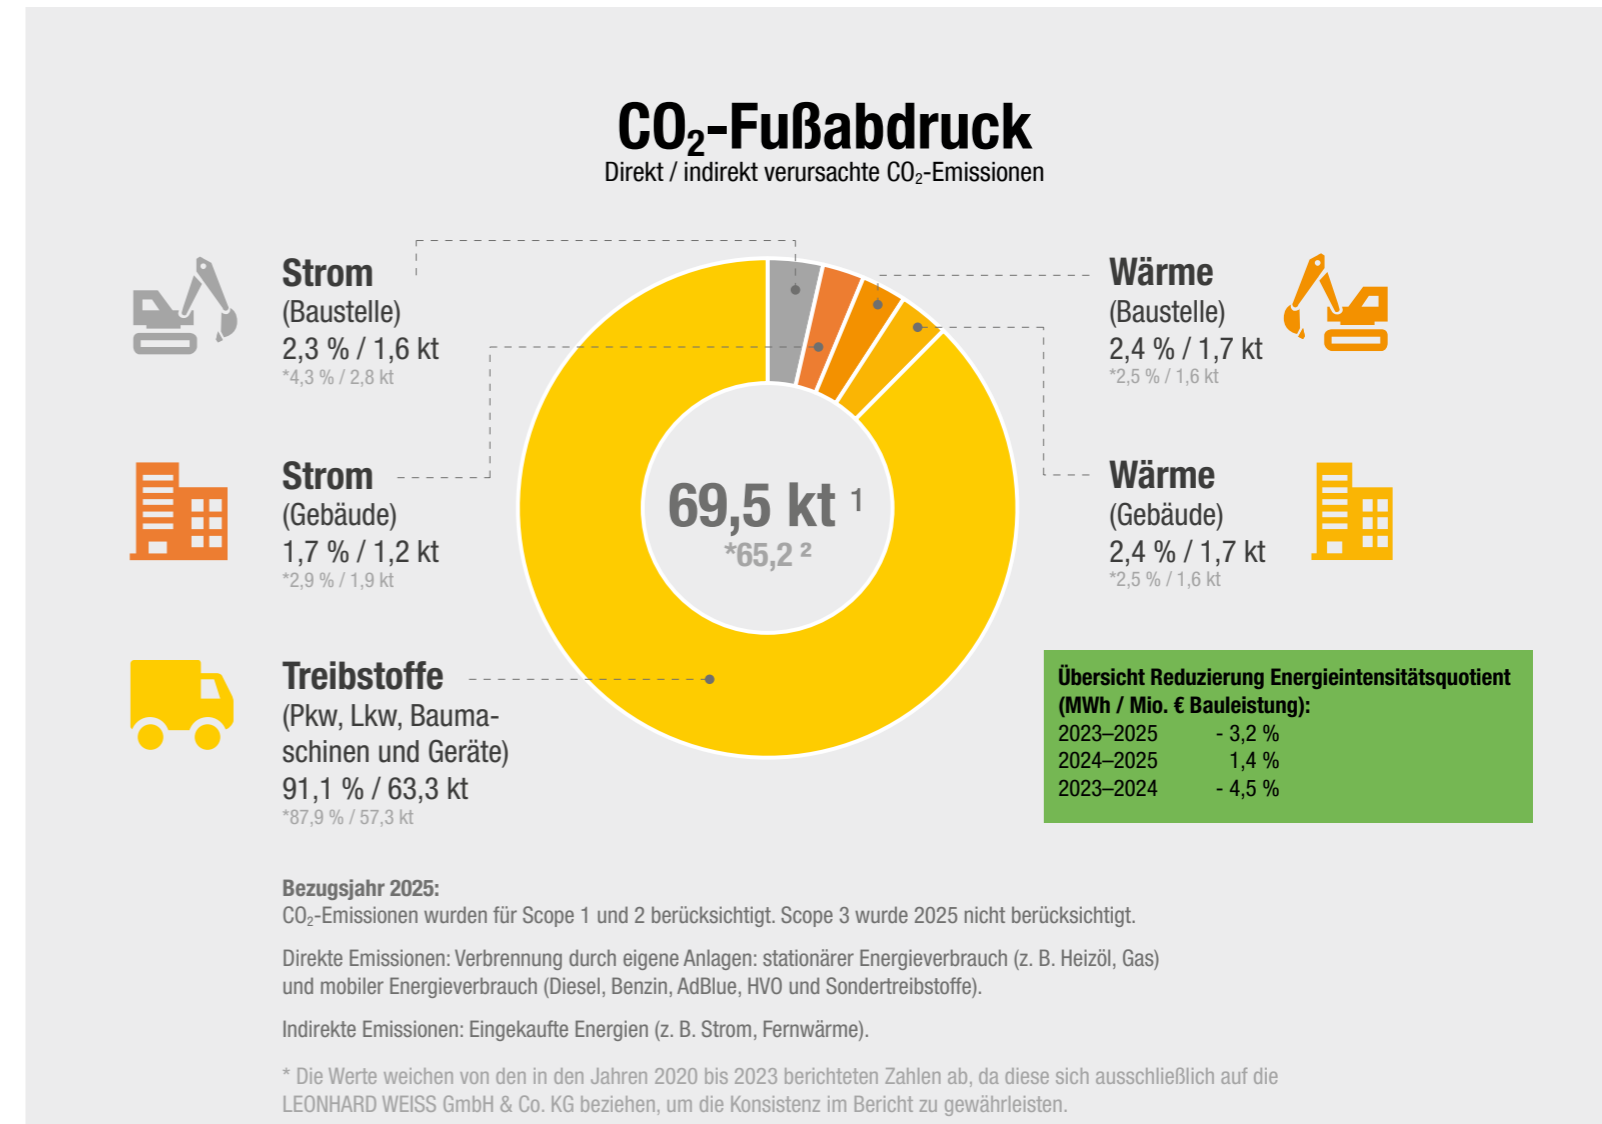 CO₂-Fußabdruck
Direkt / indirekt verursachte CO₂-Emissionen
Strom
(Baustelle)
2,3 % / 1,6 kt
*4,3 % / 2,8 kt
Strom
(Gebäude)
1,7 % / 1,2 kt
*2,9 % / 1,9 kt
Treibstoffe
(Pkw, Lkw, Bauma-
schinen und Geräte)
91,1 % / 63,3 kt
*87,9 % / 57,3 kt
69,5 kt ¹
*65,2 ²
Wärme
(Baustelle)
2,4 % / 1,7 kt
*2,5 % / 1,6 kt
Wärme
(Gebäude)
2,4 % / 1,7 kt
*2,5 % / 1,6 kt
Übersicht Reduzierung Energieintensitätsquotient
(MWh / Mio. € Bauleistung):
2023–2025 - 3,2 %
2024–2025 1,4 %
2023–2024 - 4,5 %
Bezugsjahr 2025:
CO₂-Emissionen wurden für Scope 1 und 2 berücksichtigt. Scope 3 wurde 2025 nicht berücksichtigt.
Direkte Emissionen: Verbrennung durch eigene Anlagen: stationärer Energieverbrauch (z. B. Heizöl, Gas)
und mobiler Energieverbrauch (Diesel, Benzin, AdBlue, HVO und Sondertreibstoffe).
Indirekte Emissionen: Eingekaufte Energien (z. B. Strom, Fernwärme).
* Die Werte weichen von den in den Jahren 2020 bis 2023 berichteten Zahlen ab, da diese sich ausschließlich auf die
LEONHARD WEISS GmbH & Co. KG beziehen, um die Konsistenz im Bericht zu gewährleisten.